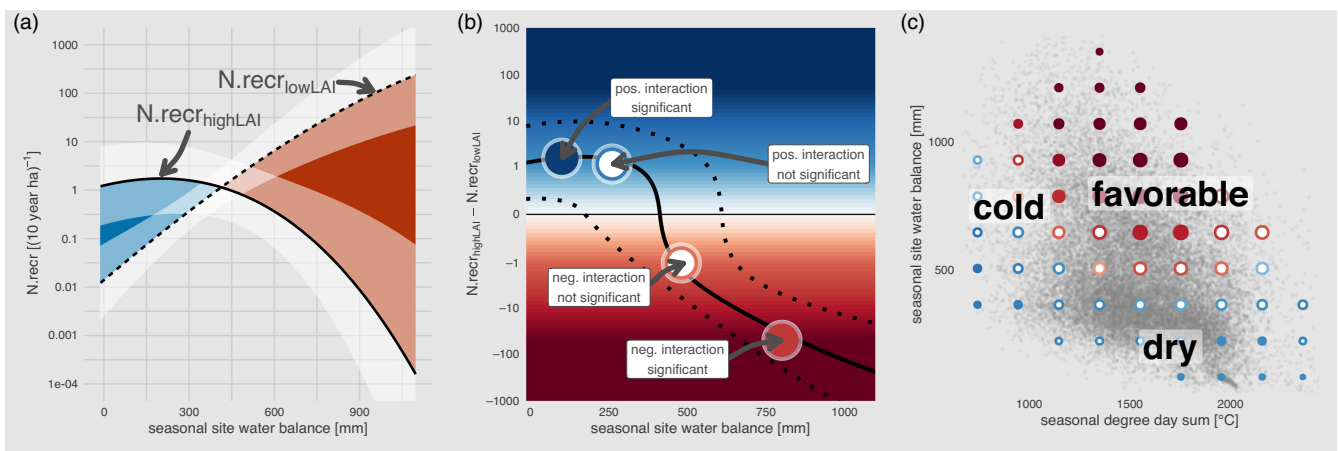 (a)
1000
100
10
1
0.1
0.01
0.001
1e-04
N.recr [(10 year ha)⁻¹]
N.recr_lowLAI
N.recr_highLAI
0 300 600 900
seasonal site water balance [mm]
(b)
1000
100
10
1
0
−1
−10
−100
−1000
N.recr_highLAI − N.recr_lowLAI
pos. interaction
significant
pos. interaction
not significant
neg. interaction
not significant
neg. interaction
significant
0 250 500 750 1000
seasonal site water balance [mm]
(c)
1000
500
seasonal site water balance [mm]
cold
favorable
dry
1000 1500 2000
seasonal degree day sum [°C]